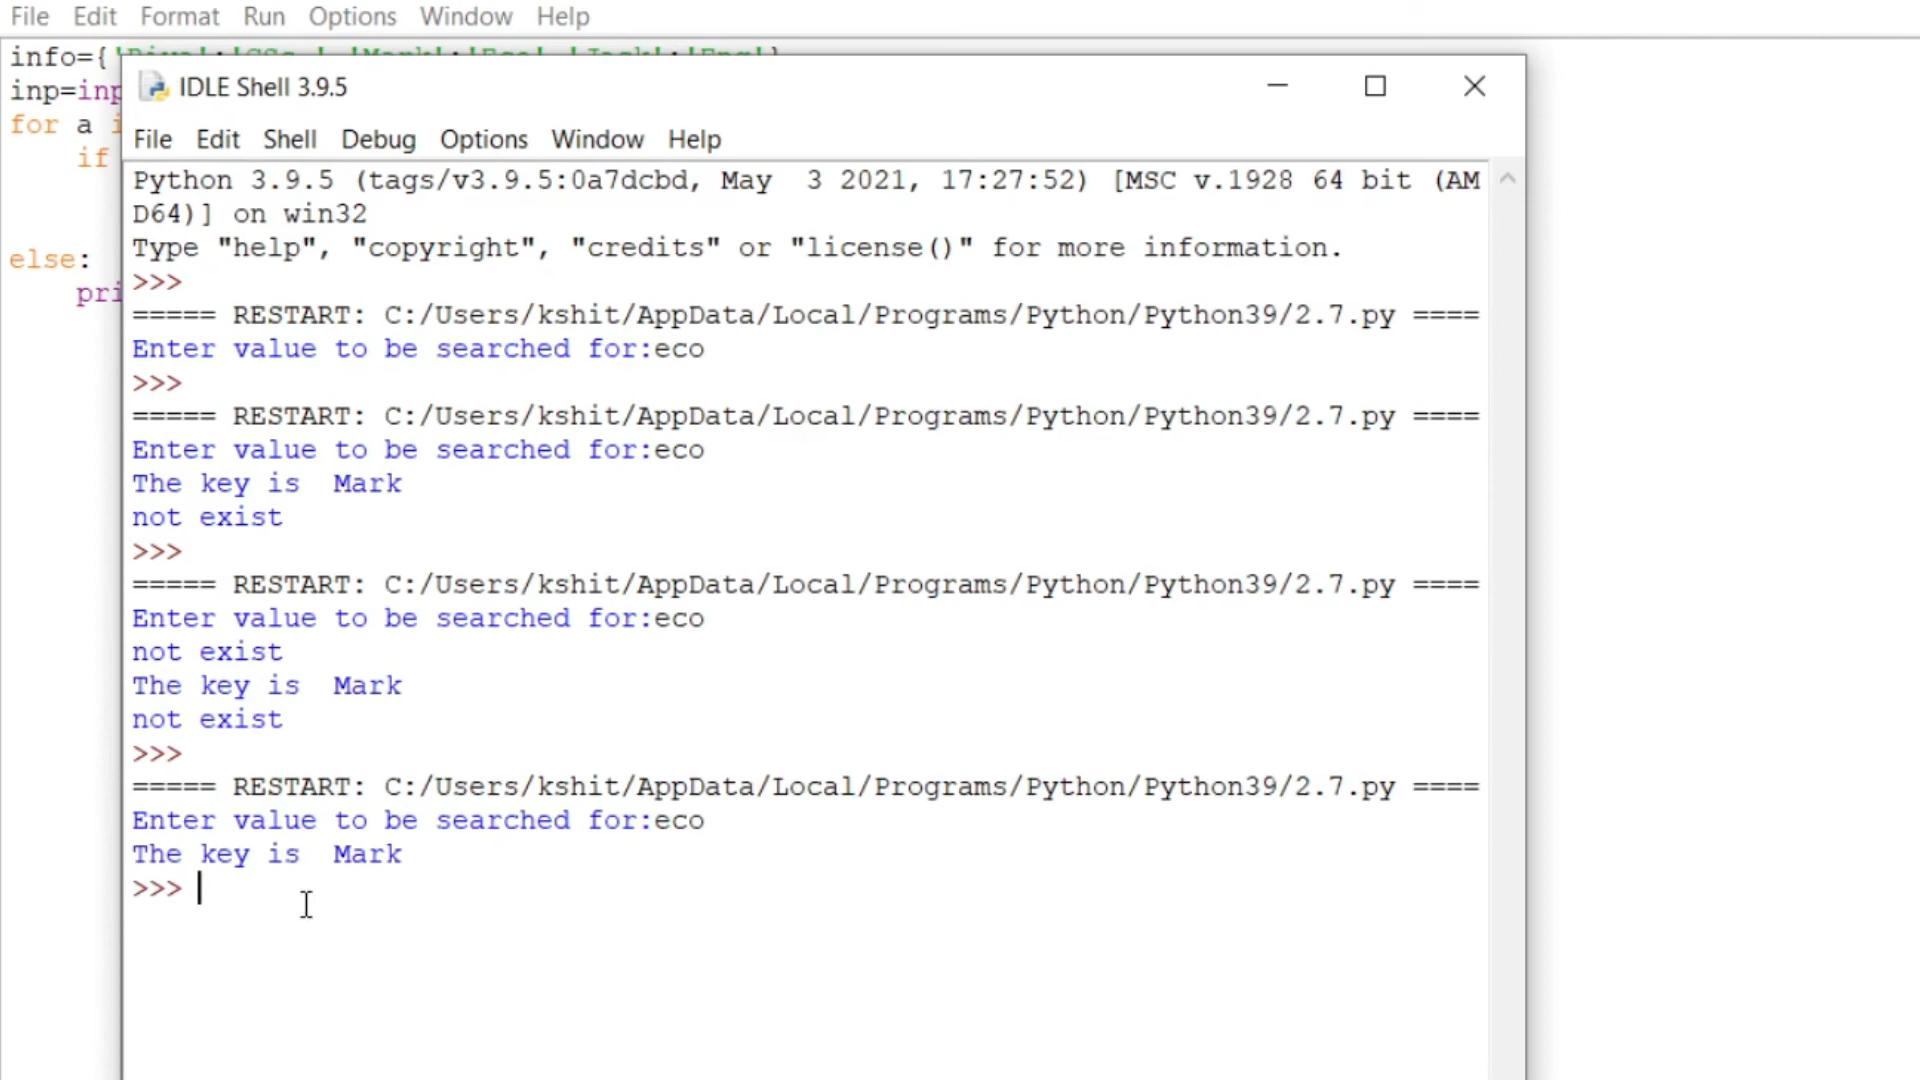 File Edit Format Run Options Window Help
info={
inp=inp
for a i
if
else:
pri
IDLE Shell 3.9.5
File Edit Shell Debug Options Window Help
Python 3.9.5 (tags/v3.9.5:0a7dcbd, May  3 2021, 17:27:52) [MSC v.1928 64 bit (AM
D64)] on win32
Type "help", "copyright", "credits" or "license()" for more information.
>>>
===== RESTART: C:/Users/kshit/AppData/Local/Programs/Python/Python39/2.7.py ====
Enter value to be searched for:eco
>>>
===== RESTART: C:/Users/kshit/AppData/Local/Programs/Python/Python39/2.7.py ====
Enter value to be searched for:eco
The key is  Mark
not exist
>>>
===== RESTART: C:/Users/kshit/AppData/Local/Programs/Python/Python39/2.7.py ====
Enter value to be searched for:eco
not exist
The key is  Mark
not exist
>>>
===== RESTART: C:/Users/kshit/AppData/Local/Programs/Python/Python39/2.7.py ====
Enter value to be searched for:eco
The key is  Mark
>>>